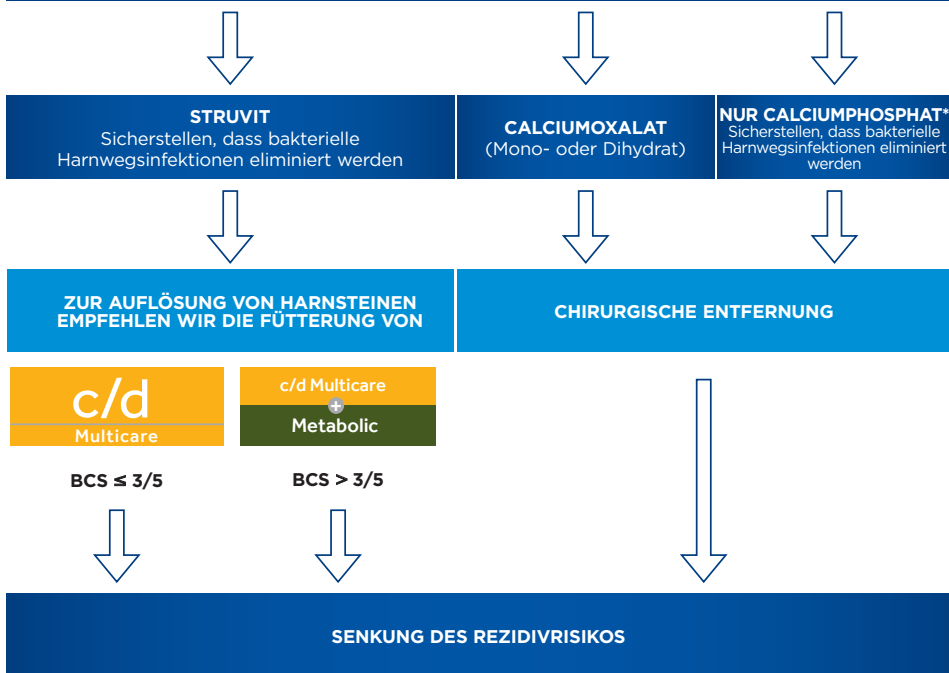 STRUVIT
Sicherstellen, dass bakterielle
Harnwegsinfektionen eliminiert werden
CALCIUMOXALAT
(Mono- oder Dihydrat)
NUR CALCIUMPHOSPHAT*
Sicherstellen, dass bakterielle
Harnwegsinfektionen eliminiert
werden
ZUR AUFLÖSUNG VON HARNSTEINEN
EMPFEHLEN WIR DIE FÜTTERUNG VON
CHIRURGISCHE ENTFERNUNG
c/d
Multicare
c/d Multicare
+
Metabolic
BCS ≤ 3/5
BCS > 3/5
SENKUNG DES REZIDIVRISIKOS